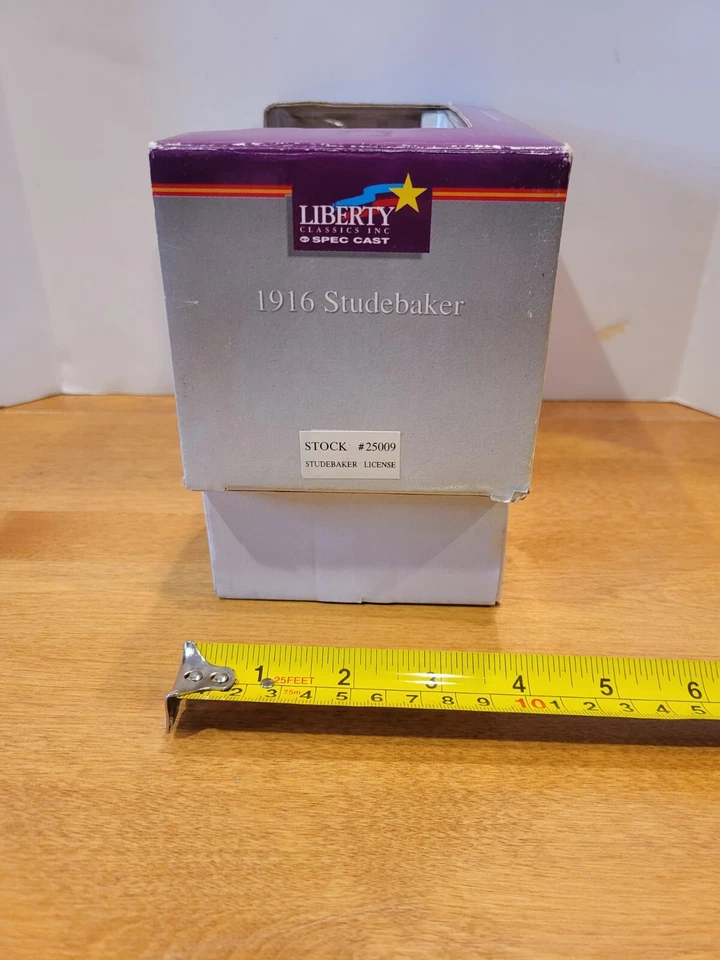 LIBERTY
CLASSICS INC
SPEC CAST
1916 Studebaker
STOCK #25009
STUDEBAKER LICENSE
1 25FEET 2 3 4 5 6
2 3 7.5m 4 5 6 7 8 9 10 1 2 3 4 5